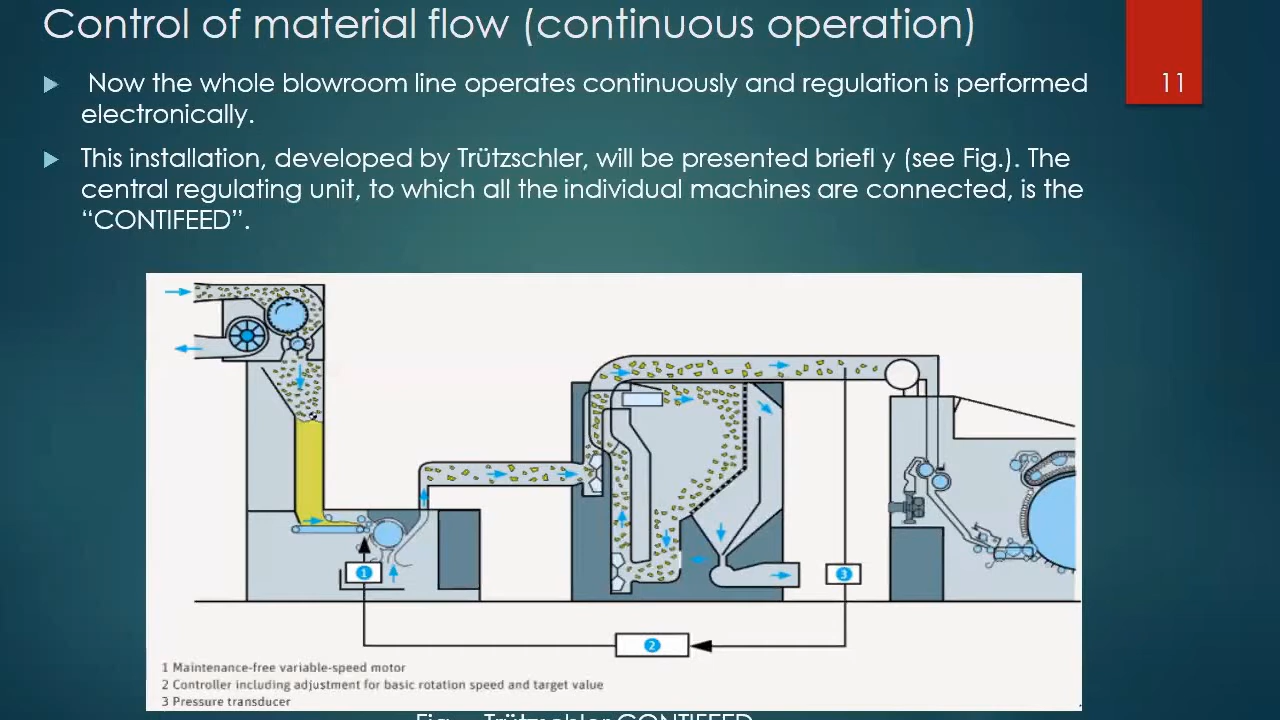 Control of material flow (continuous operation)
11
Now the whole blowroom line operates continuously and regulation is performed
electronically.
This installation, developed by Trützschler, will be presented briefl y (see Fig.). The
central regulating unit, to which all the individual machines are connected, is the
“CONTIFEED”.
1
3
2
1 Maintenance-free variable-speed motor
2 Controller including adjustment for basic rotation speed and target value
3 Pressure transducer
Trützschler CONTIFEED